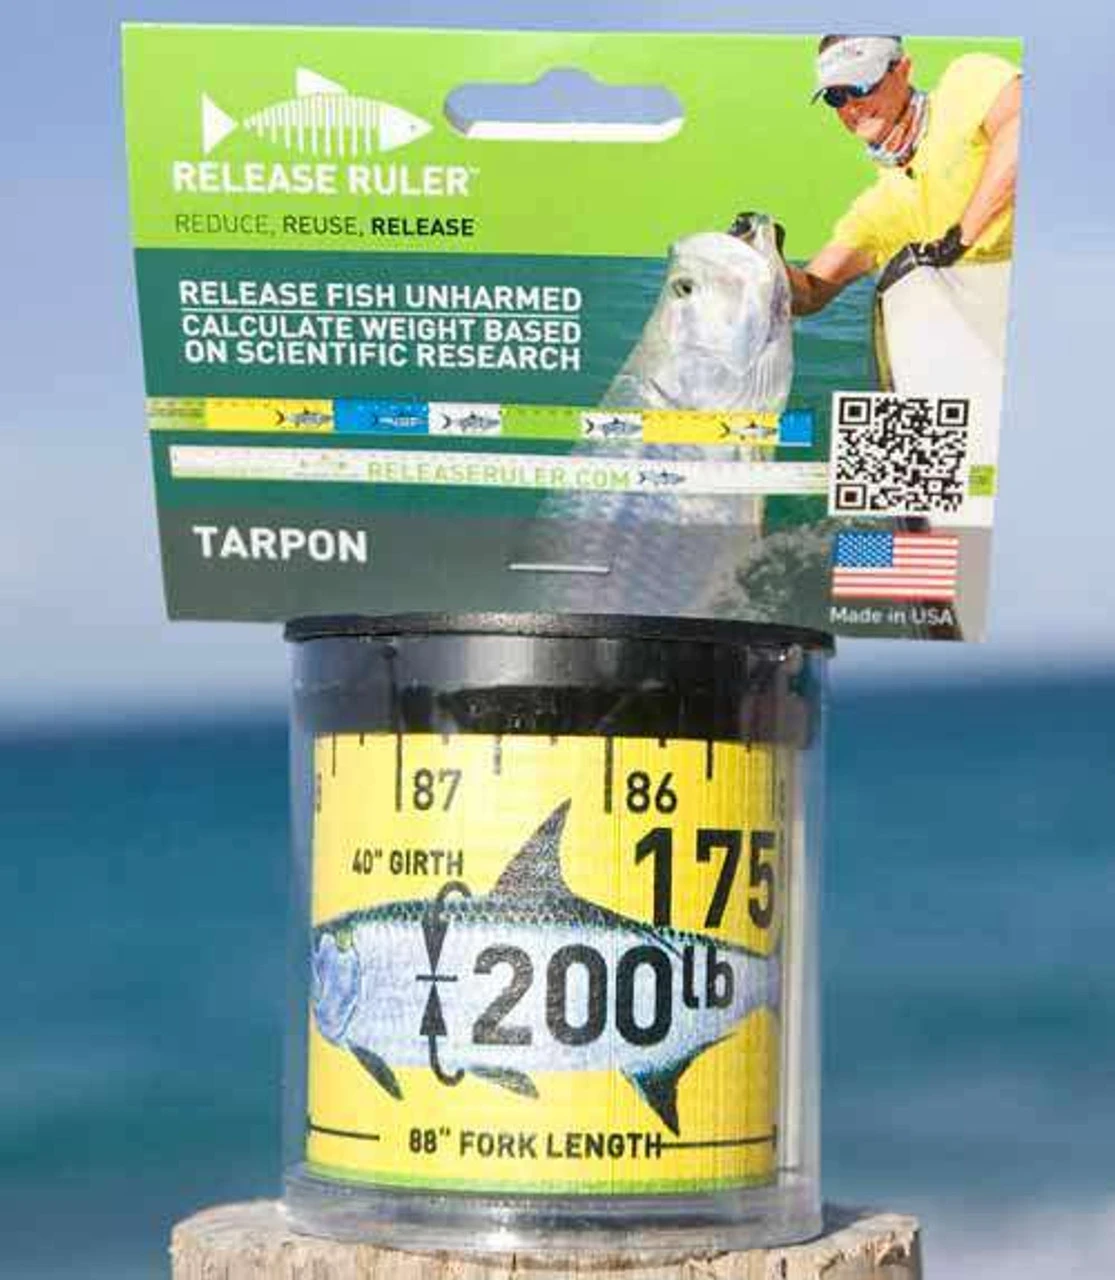 RELEASE RULER™
REDUCE, REUSE, RELEASE
RELEASE FISH UNHARMED
CALCULATE WEIGHT BASED
ON SCIENTIFIC RESEARCH
RELEASERULER.COM
TARPON
Made in USA
87
86
175
40" GIRTH
200lb
88" FORK LENGTH